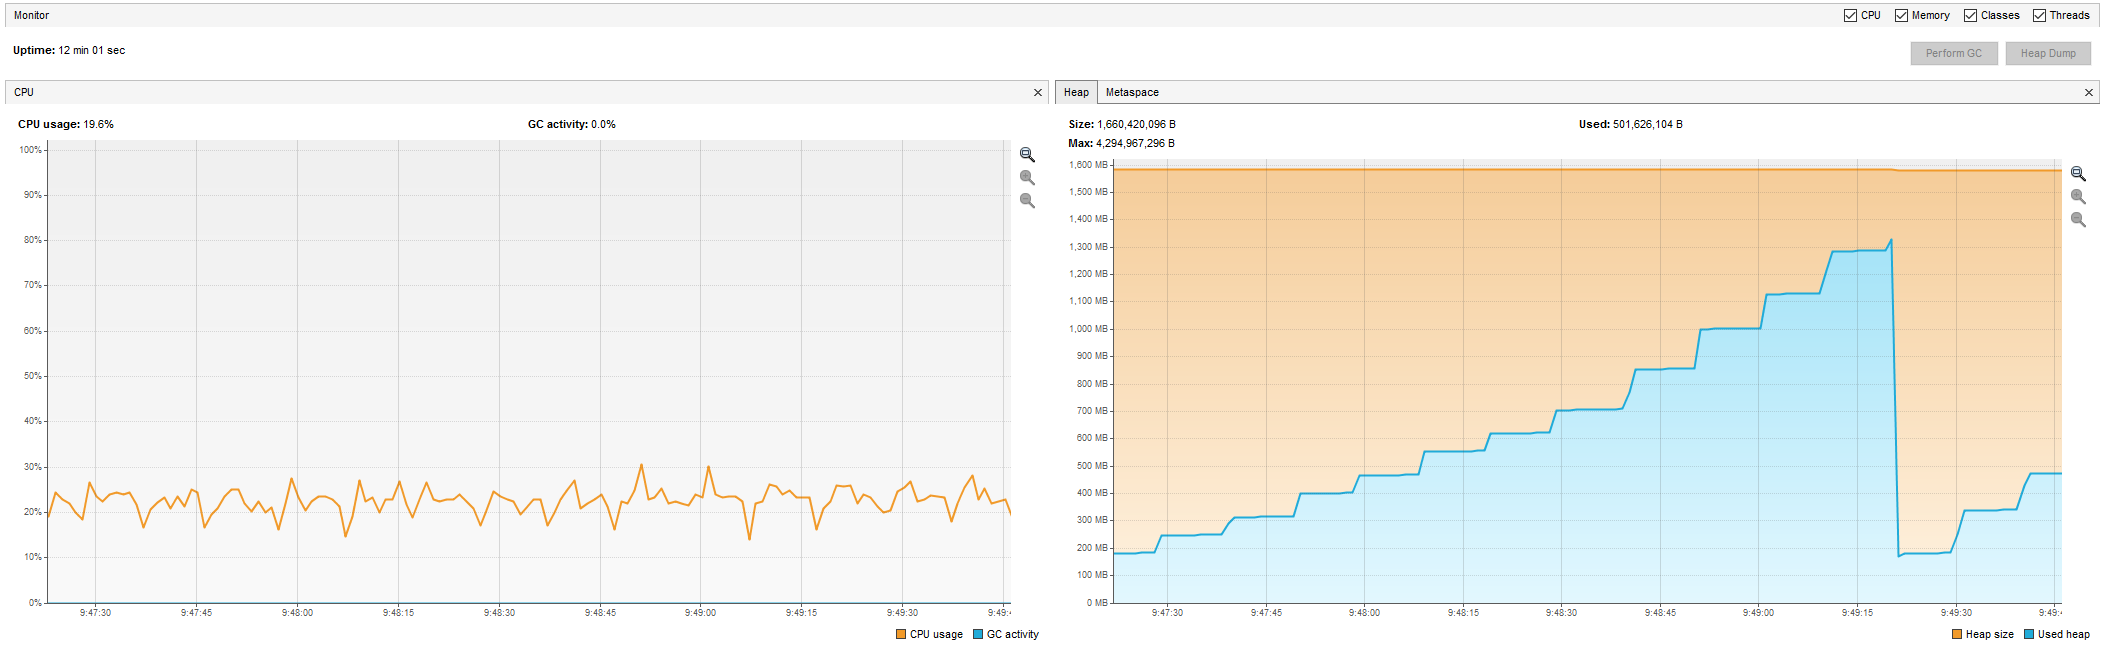 Monitor
CPU Memory Classes Threads
Uptime: 12 min 01 sec
Perform GC Heap Dump
CPU
CPU usage: 19.6% GC activity: 0.0%
100%
90%
80%
70%
60%
50%
40%
30%
20%
10%
0%
9:47:30 9:47:45 9:48:00 9:48:15 9:48:30 9:48:45 9:49:00 9:49:15 9:49:30 9:49:
CPU usage GC activity
Heap Metaspace
Size: 1,660,420,096 B Used: 501,626,104 B
Max: 4,294,967,296 B
1,600 MB
1,500 MB
1,400 MB
1,300 MB
1,200 MB
1,100 MB
1,000 MB
900 MB
800 MB
700 MB
600 MB
500 MB
400 MB
300 MB
200 MB
100 MB
0 MB
9:47:30 9:47:45 9:48:00 9:48:15 9:48:30 9:48:45 9:49:00 9:49:15 9:49:30 9:49:
Heap size Used heap